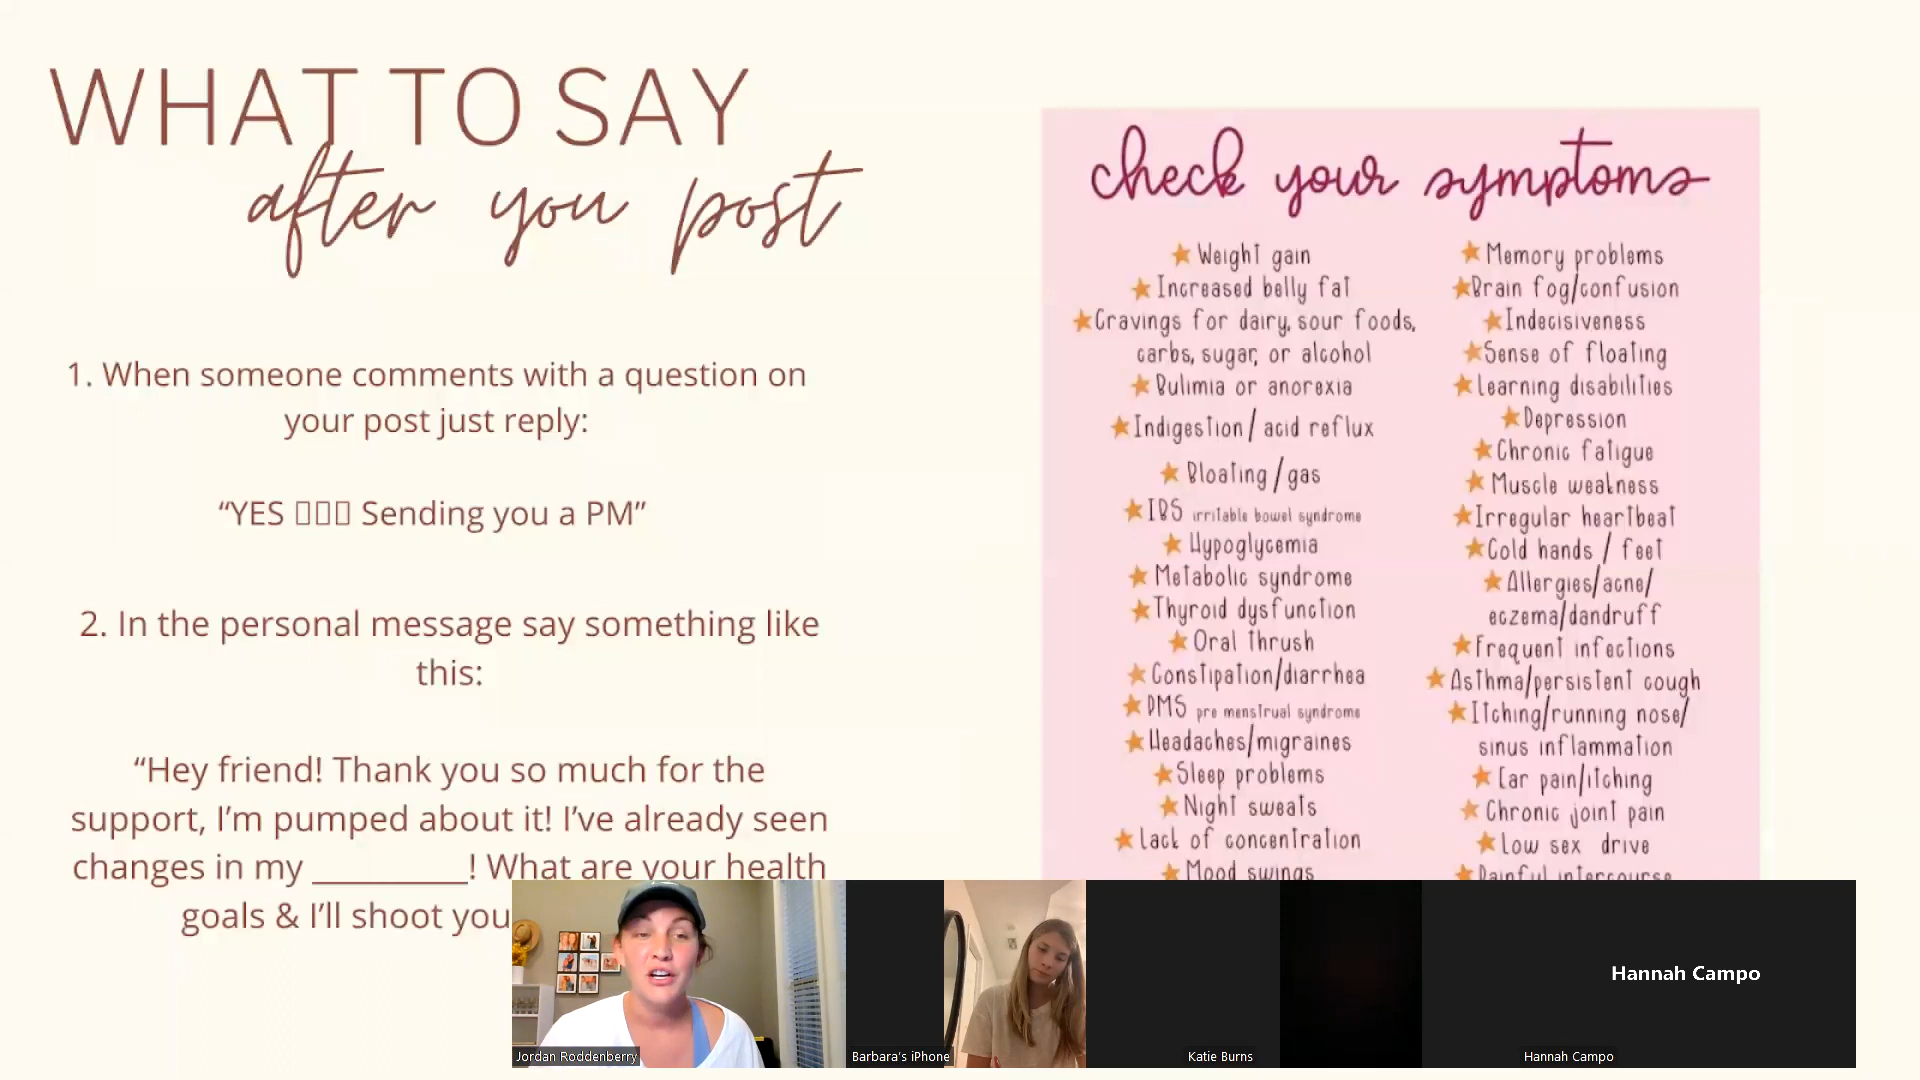 WHAT TO SAY
after you post
1. When someone comments with a question on
your post just reply:
“YES ▯▯▯ Sending you a PM”
2. In the personal message say something like
this:
“Hey friend! Thank you so much for the
support, I’m pumped about it! I’ve already seen
changes in my _________! What are your health
goals & I’ll shoot you
check your symptoms
Weight gain
Increased belly fat
Cravings for dairy, sour foods,
carbs, sugar, or alcohol
Bulimia or anorexia
Indigestion/ acid reflux
Bloating/gas
IBS irritable bowel syndrome
Hypoglycemia
Metabolic syndrome
Thyroid dysfunction
Oral thrush
Constipation/diarrhea
PMS pre menstrual syndrome
Headaches/migraines
Sleep problems
Night sweats
Lack of concentration
Mood swings
Memory problems
Brain fog/confusion
Indecisiveness
Sense of floating
Learning disabilities
Depression
Chronic fatigue
Muscle weakness
Irregular heartbeat
Cold hands / feet
Allergies/acne/
eczema/dandruff
Frequent infections
Asthma/persistent cough
Itching/running nose/
sinus inflammation
Ear pain/itching
Chronic joint pain
Low sex drive
Painful intercourse
Hannah Campo
Jordan Roddenberry
Barbara's iPhone
Katie Burns
Hannah Campo